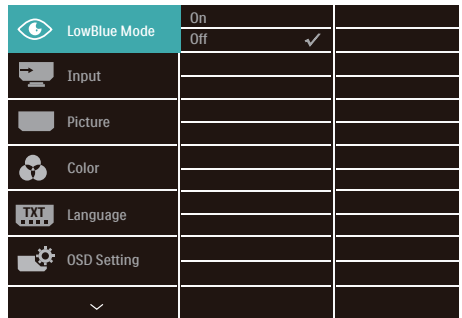 LowBlue Mode
On
Off
Input
Picture
Color
TXT
Language
OSD Setting